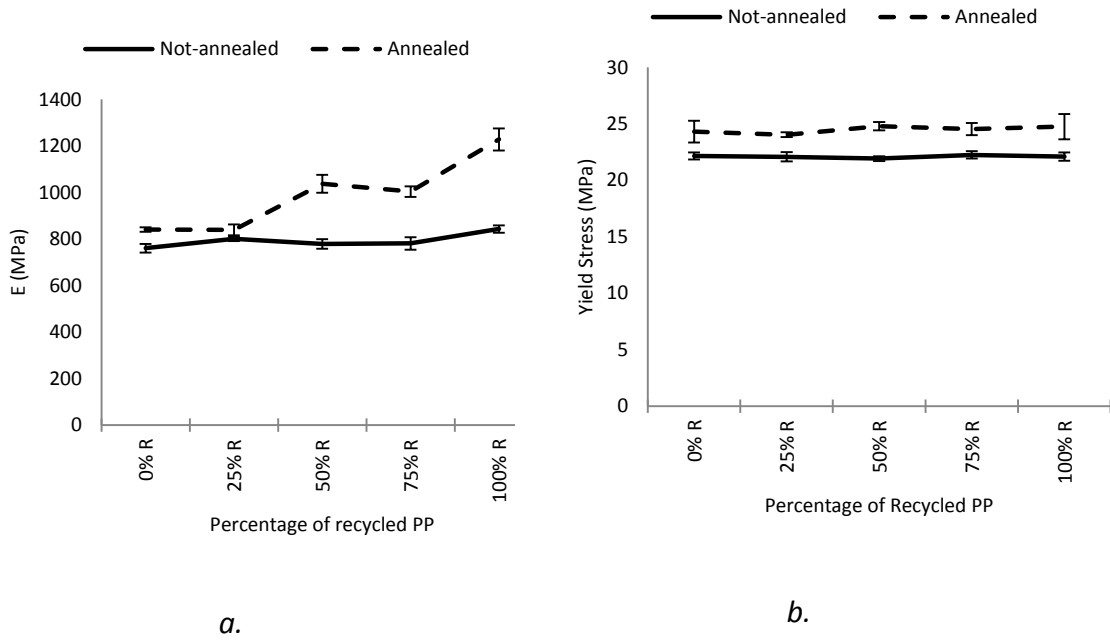 Not-annealed Annealed
1400
1200
1000
800
600
400
200
0
E (MPa)
0% R
25% R
50% R
75% R
100% R
Percentage of recycled PP
a.
Not-annealed Annealed
30
25
20
15
10
5
0
Yield Stress (MPa)
0% R
25% R
50% R
75% R
100% R
Percentage of Recycled PP
b.